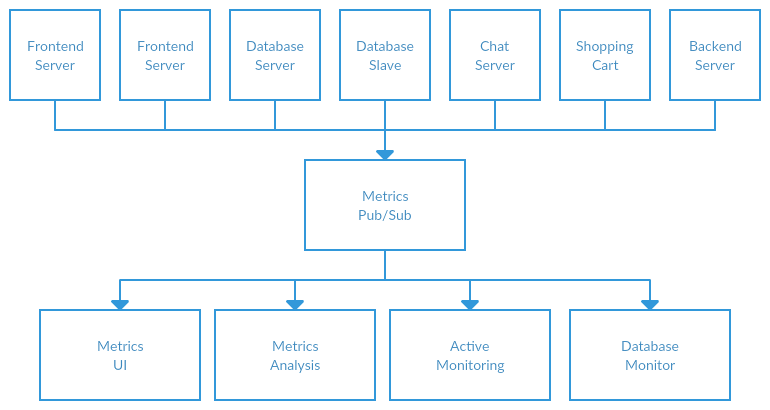 Frontend
Server
Frontend
Server
Database
Server
Database
Slave
Chat
Server
Shopping
Cart
Backend
Server
Metrics
Pub/Sub
Metrics
UI
Metrics
Analysis
Active
Monitoring
Database
Monitor